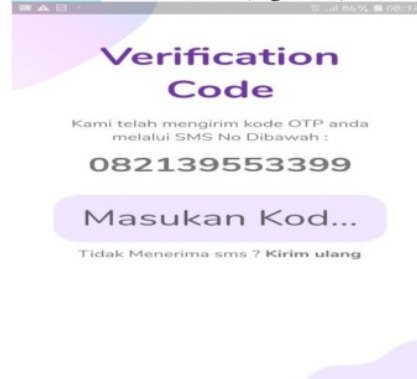 86%
Verification
Code
Kami telah mengirim kode OTP anda
melalui SMS No Dibawah :
082139553399
Masukan Kod...
Tidak Menerima sms ? Kirim ulang